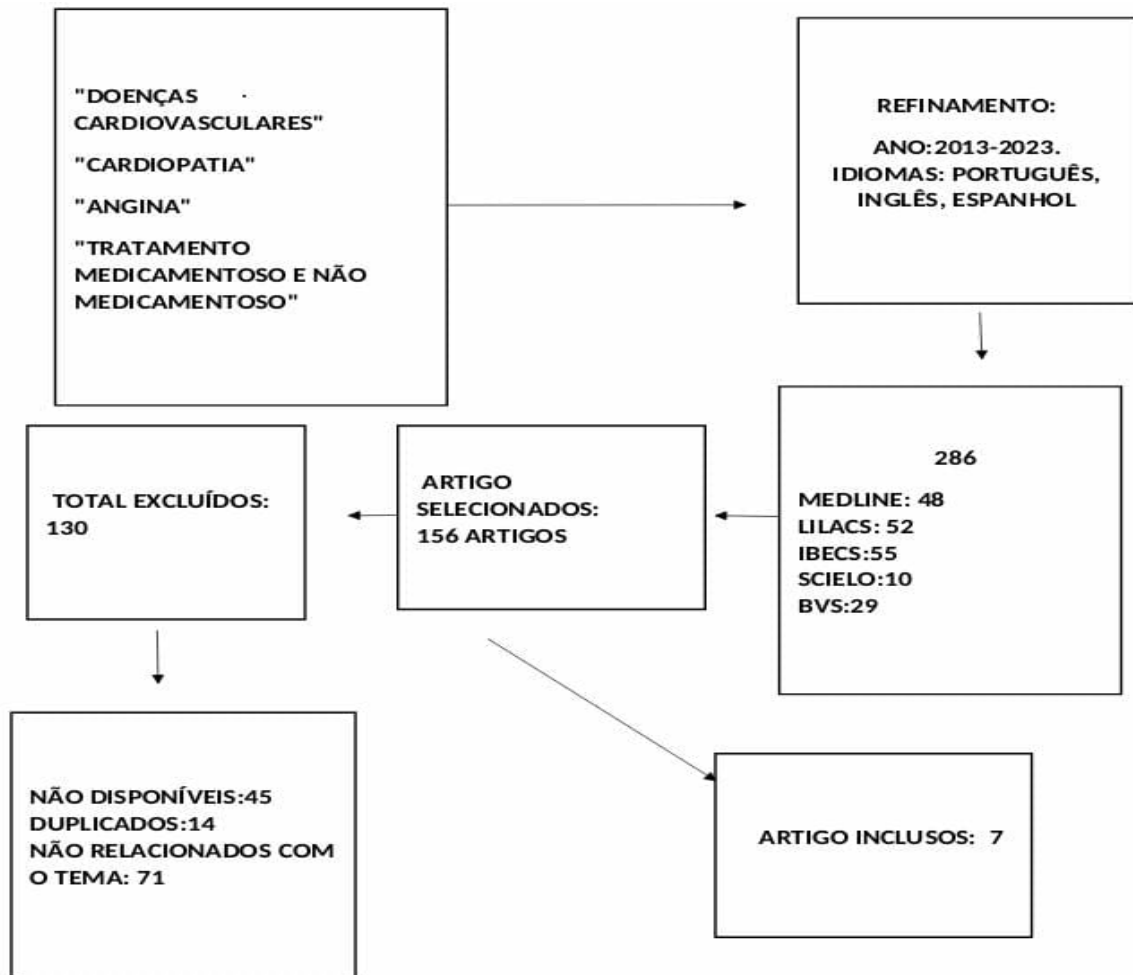 "DOENÇAS
CARDIOVASCULARES"
"CARDIOPATIA"
"ANGINA"
"TRATAMENTO
MEDICAMENTOSO E NÃO
MEDICAMENTOSO"
REFINAMENTO:
ANO:2013-2023.
IDIOMAS: PORTUGUÊS,
INGLÊS, ESPANHOL
286
MEDLINE: 48
LILACS: 52
IBECS:55
SCIELO:10
BVS:29
ARTIGO
SELECIONADOS:
156 ARTIGOS
TOTAL EXCLUÍDOS:
130
NÃO DISPONÍVEIS:45
DUPLICADOS:14
NÃO RELACIONADOS COM
O TEMA: 71
ARTIGO INCLUSOS: 7